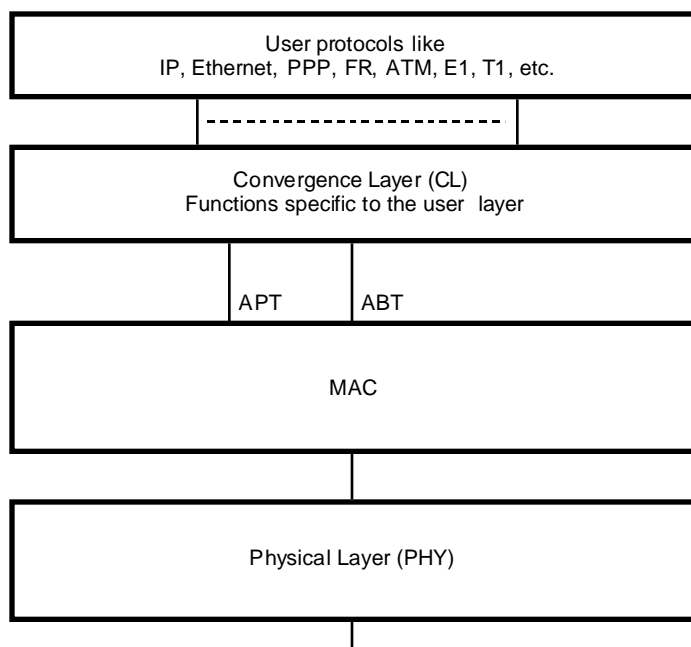 User protocols like
IP, Ethernet, PPP, FR, ATM, E1, T1, etc.
Convergence Layer (CL)
Functions specific to the user layer
APT
ABT
MAC
Physical Layer (PHY)